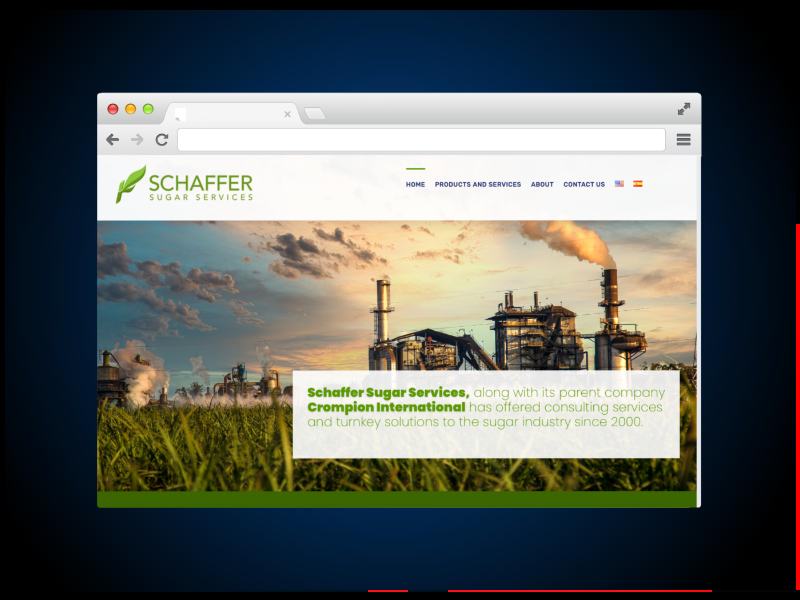 SCHAFFER
SUGAR SERVICES
HOME PRODUCTS AND SERVICES ABOUT CONTACT US
Schaffer Sugar Services, along with its parent company
Crompion International has offered consulting services
and turnkey solutions to the sugar industry since 2000.